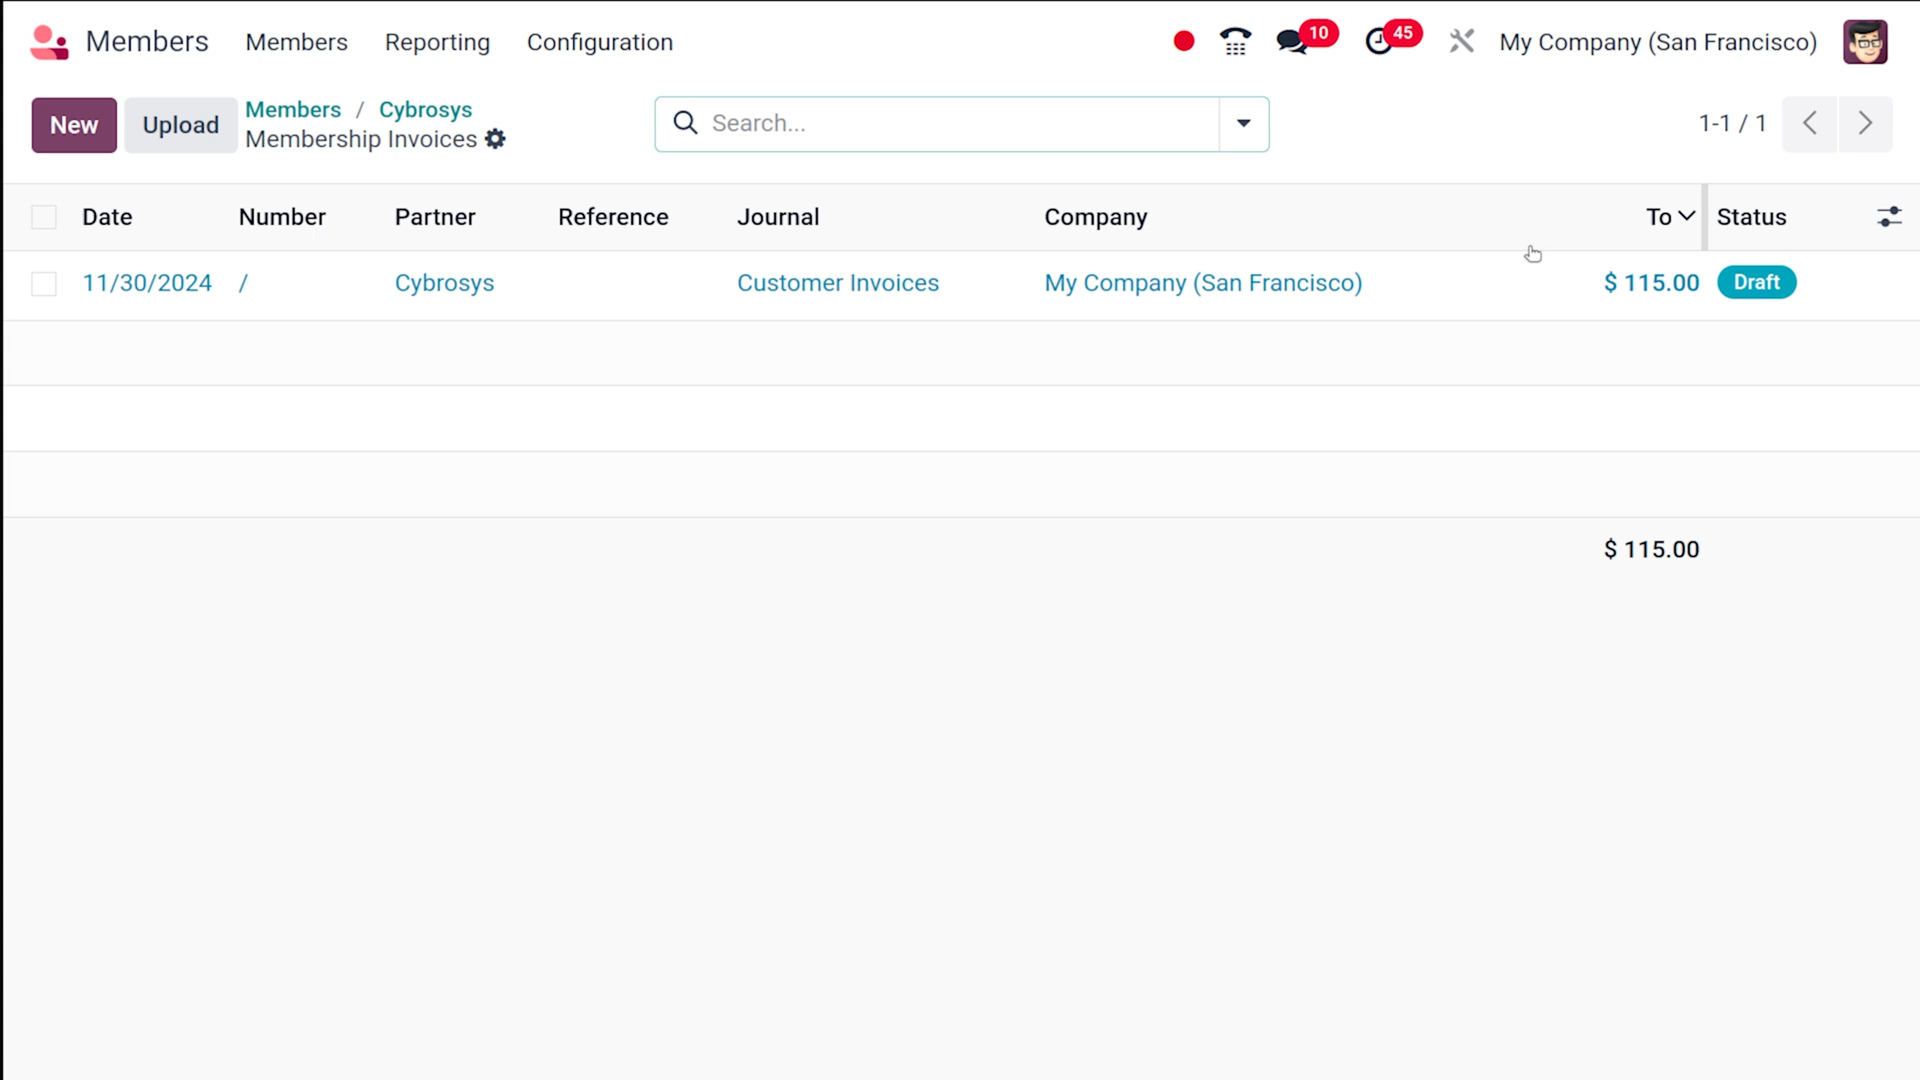 Members Members Reporting Configuration 10 45 My Company (San Francisco)
New Upload Members / Cybrosys Search... 1-1 / 1
Membership Invoices
Date Number Partner Reference Journal Company To Status
11/30/2024 / Cybrosys Customer Invoices My Company (San Francisco) $ 115.00 Draft
$ 115.00